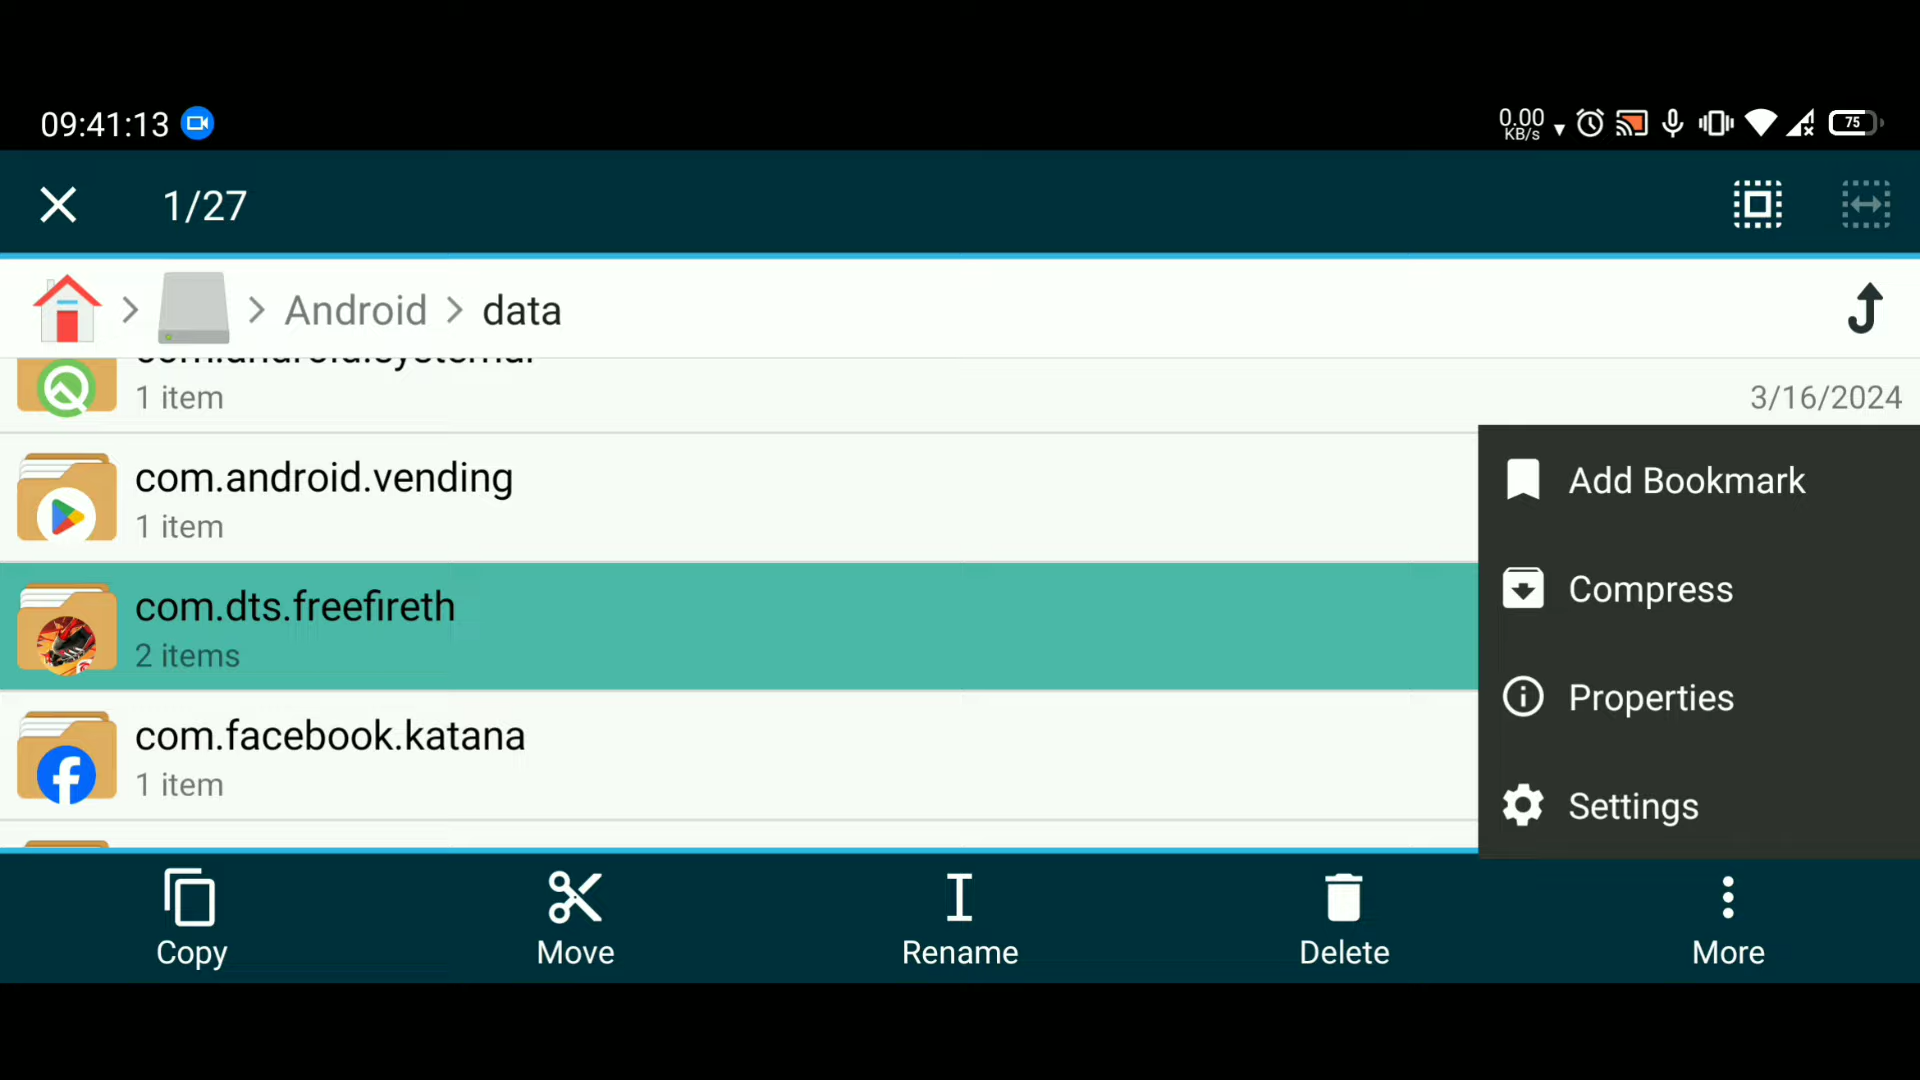 09:41:13
0.00
KB/s
75
1/27
Android
data
1 item
3/16/2024
com.android.vending
1 item
com.dts.freefireth
2 items
com.facebook.katana
1 item
Add Bookmark
Compress
Properties
Settings
Copy
Move
Rename
Delete
More